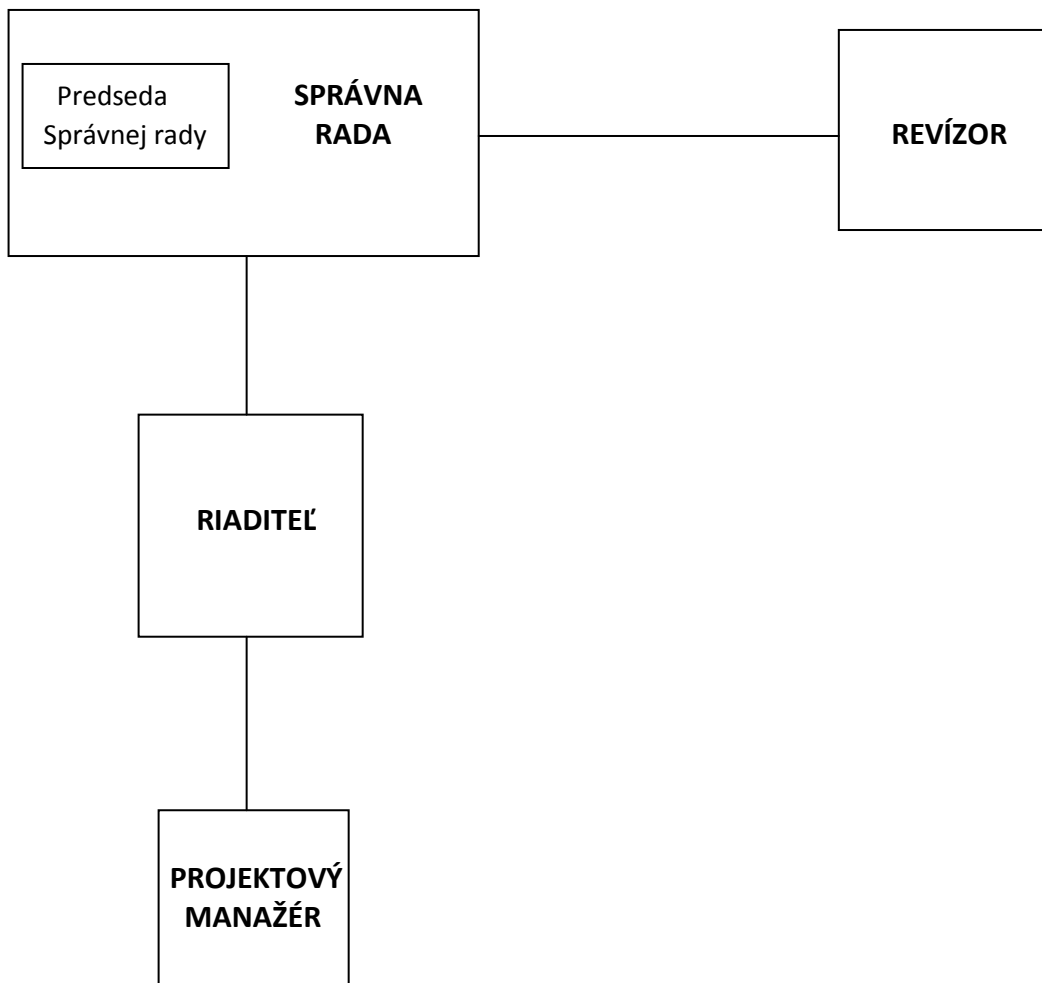 Predseda
Správnej rady
SPRÁVNA
RADA
REVÍZOR
RIADITEĽ
PROJEKTOVÝ
MANAŽÉR